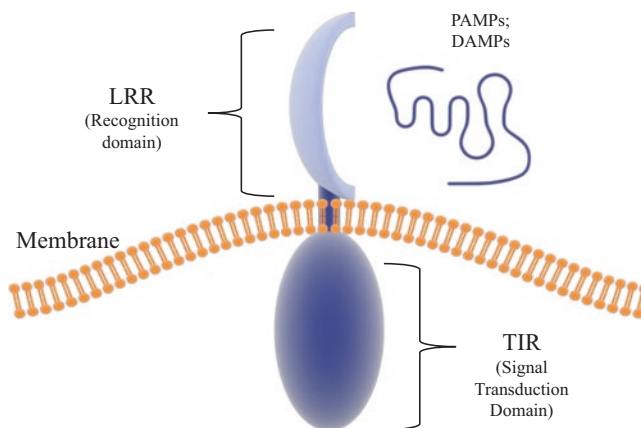 PAMPs;
DAMPs
LRR
(Recognition
domain)
Membrane
TIR
(Signal
Transduction
Domain)